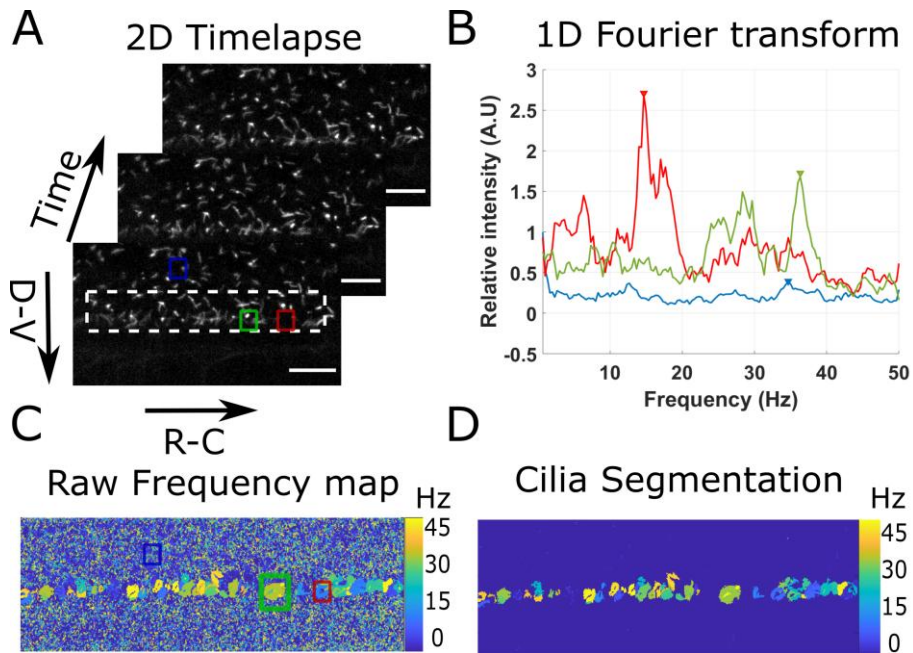 A
2D Timelapse
Time
D-V
R-C
B
1D Fourier transform
Relative intensity (A.U)
3
2.5
2
1.5
1
0.5
0
-0.5
10 20 30 40 50
Frequency (Hz)
C
Raw Frequency map
Hz
45
30
15
0
D
Cilia Segmentation
Hz
45
30
15
0